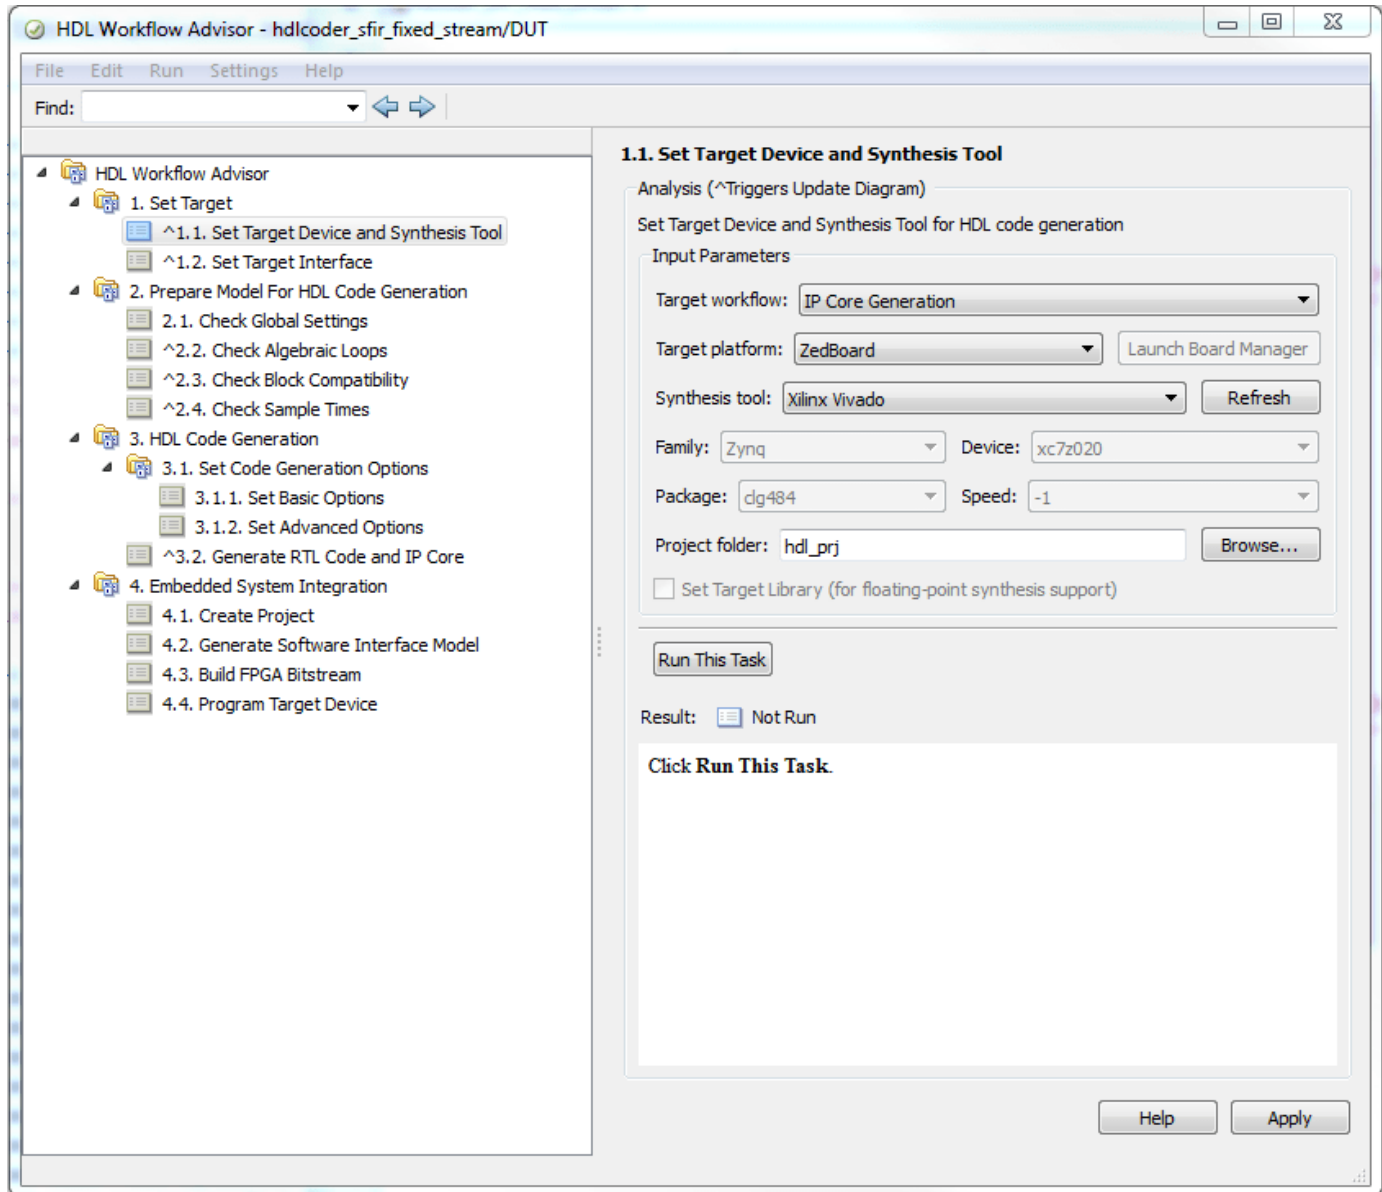 HDL Workflow Advisor - hdlcoder_sfir_fixed_stream/DUT
File Edit Run Settings Help
Find:
HDL Workflow Advisor
1. Set Target
^1.1. Set Target Device and Synthesis Tool
^1.2. Set Target Interface
2. Prepare Model For HDL Code Generation
2.1. Check Global Settings
^2.2. Check Algebraic Loops
^2.3. Check Block Compatibility
^2.4. Check Sample Times
3. HDL Code Generation
3.1. Set Code Generation Options
3.1.1. Set Basic Options
3.1.2. Set Advanced Options
^3.2. Generate RTL Code and IP Core
4. Embedded System Integration
4.1. Create Project
4.2. Generate Software Interface Model
4.3. Build FPGA Bitstream
4.4. Program Target Device
1.1. Set Target Device and Synthesis Tool
Analysis (^Triggers Update Diagram)
Set Target Device and Synthesis Tool for HDL code generation
Input Parameters
Target workflow: IP Core Generation
Target platform: ZedBoard Launch Board Manager
Synthesis tool: Xilinx Vivado Refresh
Family: Zynq Device: xc7z020
Package: clg484 Speed: -1
Project folder: hdl_prj Browse...
Set Target Library (for floating-point synthesis support)
Run This Task
Result: Not Run
Click Run This Task.
Help Apply